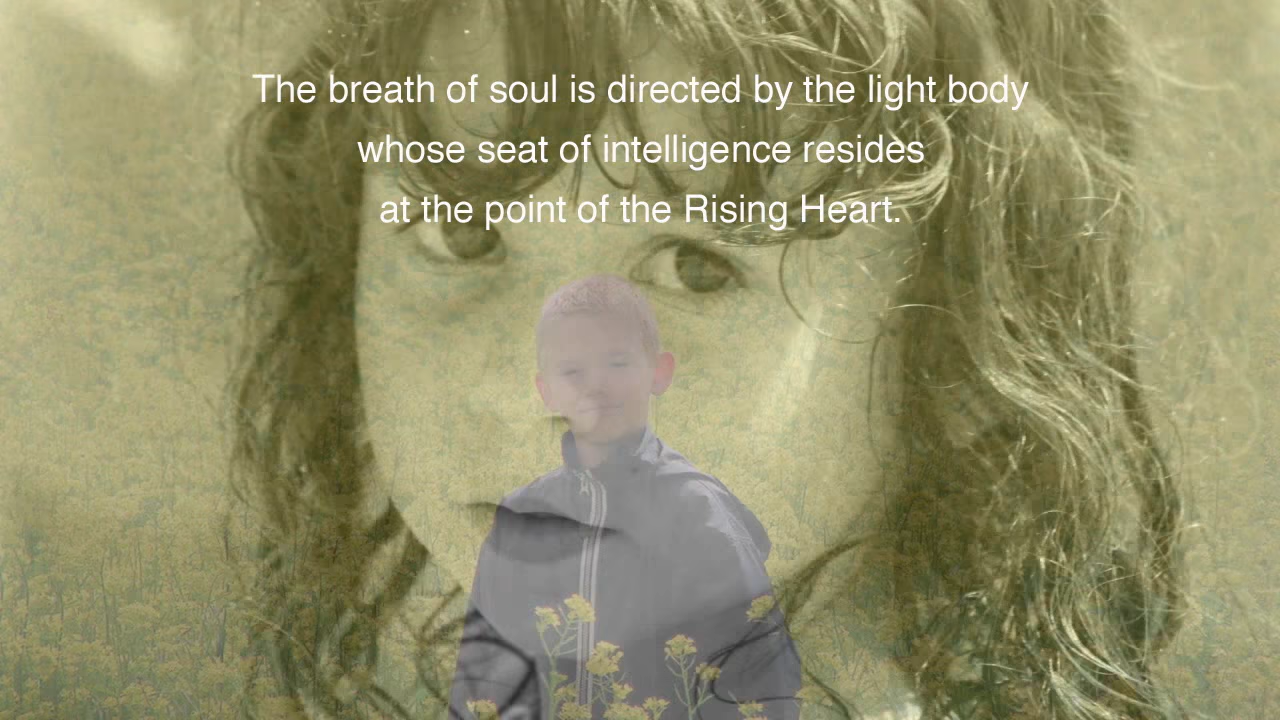 The breath of soul is directed by the light body
whose seat of intelligence resides
at the point of the Rising Heart.